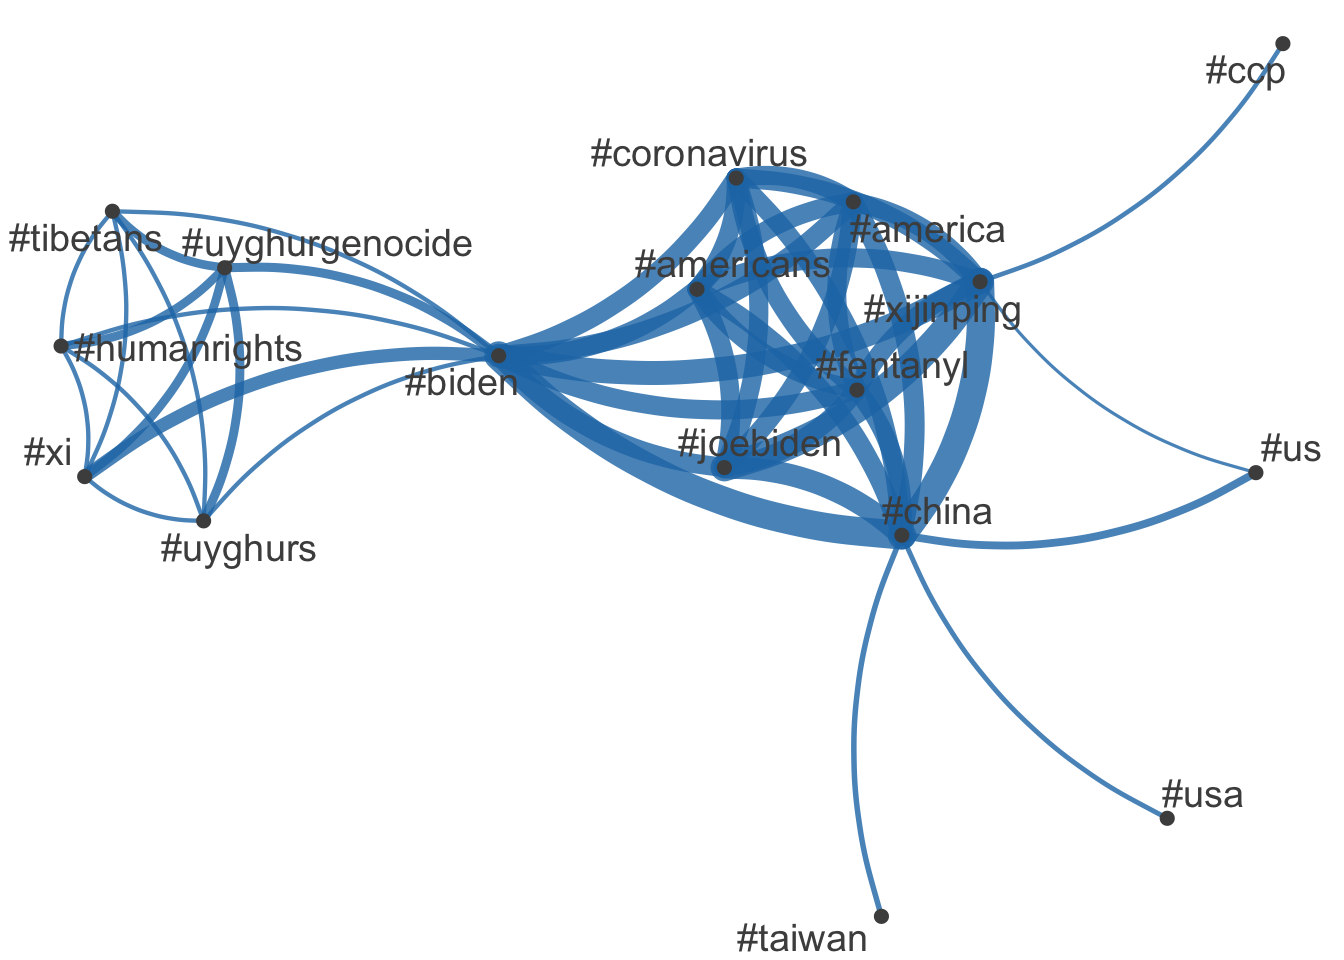 #ccp
#coronavirus
#america
#tibetans
#uyghurgenocide
#americans
#xijinping
#humanrights
#fentanyl
#biden
#joebiden
#xi
#us
#china
#uyghurs
#usa
#taiwan